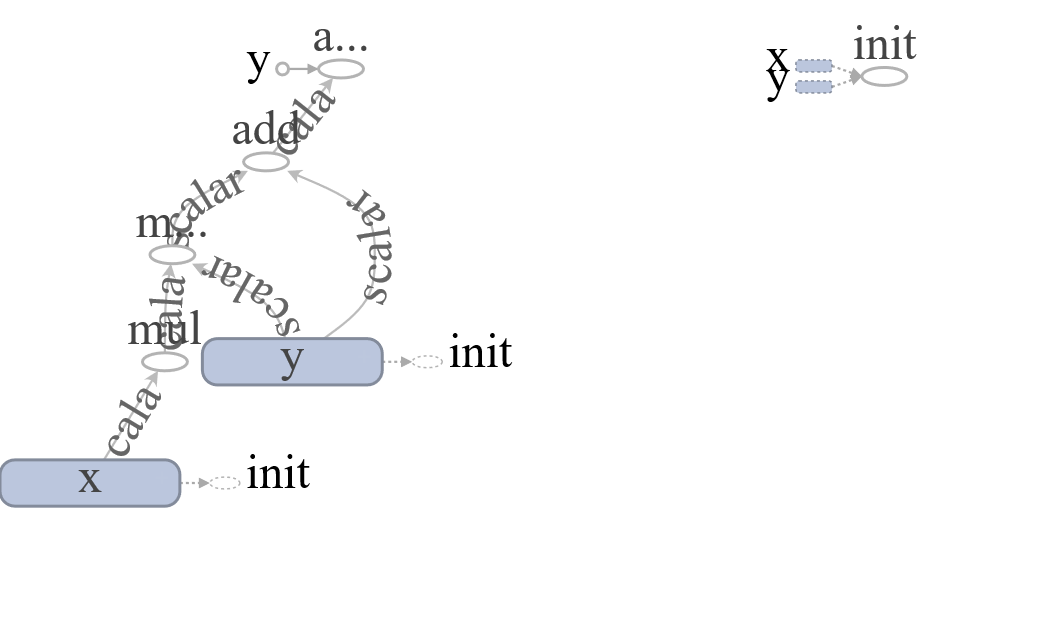 a...
y
add
cala
scalar
m...
scalar
scalar
cala
mul
y
init
cala
x
init
init
x
y